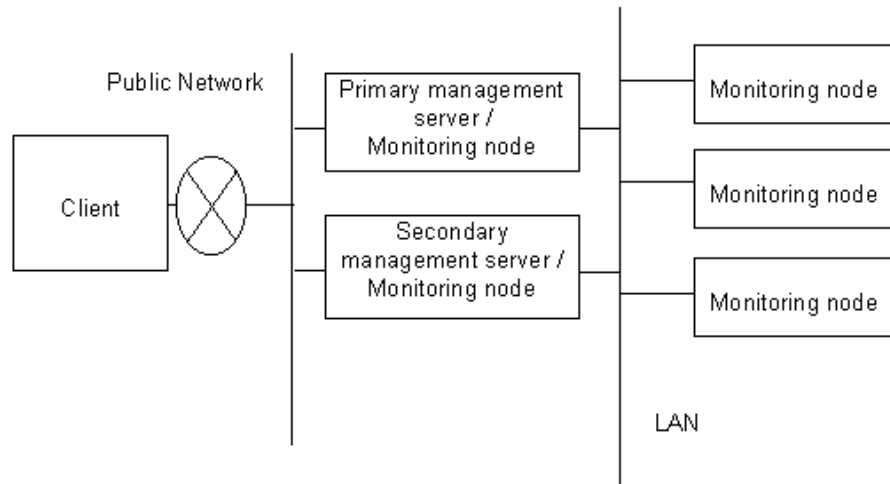 Public Network
Client
Primary management
server /
Monitoring node
Secondary
management server /
Monitoring node
Monitoring node
Monitoring node
Monitoring node
LAN